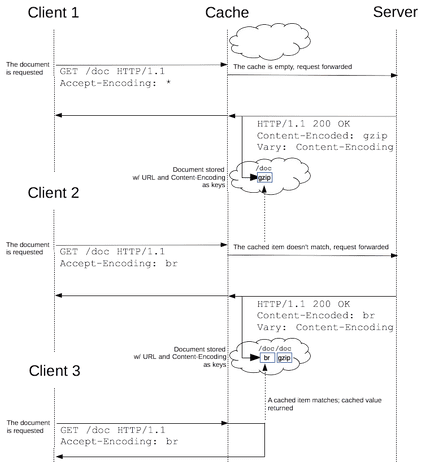 Client 1
Cache
Server
The document
is requested
GET /doc HTTP/1.1
Accept-Encoding: *
The cache is empty, request forwarded
HTTP/1.1 200 OK
Content-Encoded: gzip
Vary: Content-Encoding
Document stored
w/ URL and Content-Encoding
as keys
/doc
gzip
Client 2
The document
is requested
GET /doc HTTP/1.1
Accept-Encoding: br
The cached item doesn't match, request forwarded
HTTP/1.1 200 OK
Content-Encoded: br
Vary: Content-Encoding
Document stored
w/ URL and Content-Encoding
as keys
/doc /doc
br gzip
Client 3
A cached item matches; cached value
returned
The document
is requested
GET /doc HTTP/1.1
Accept-Encoding: br